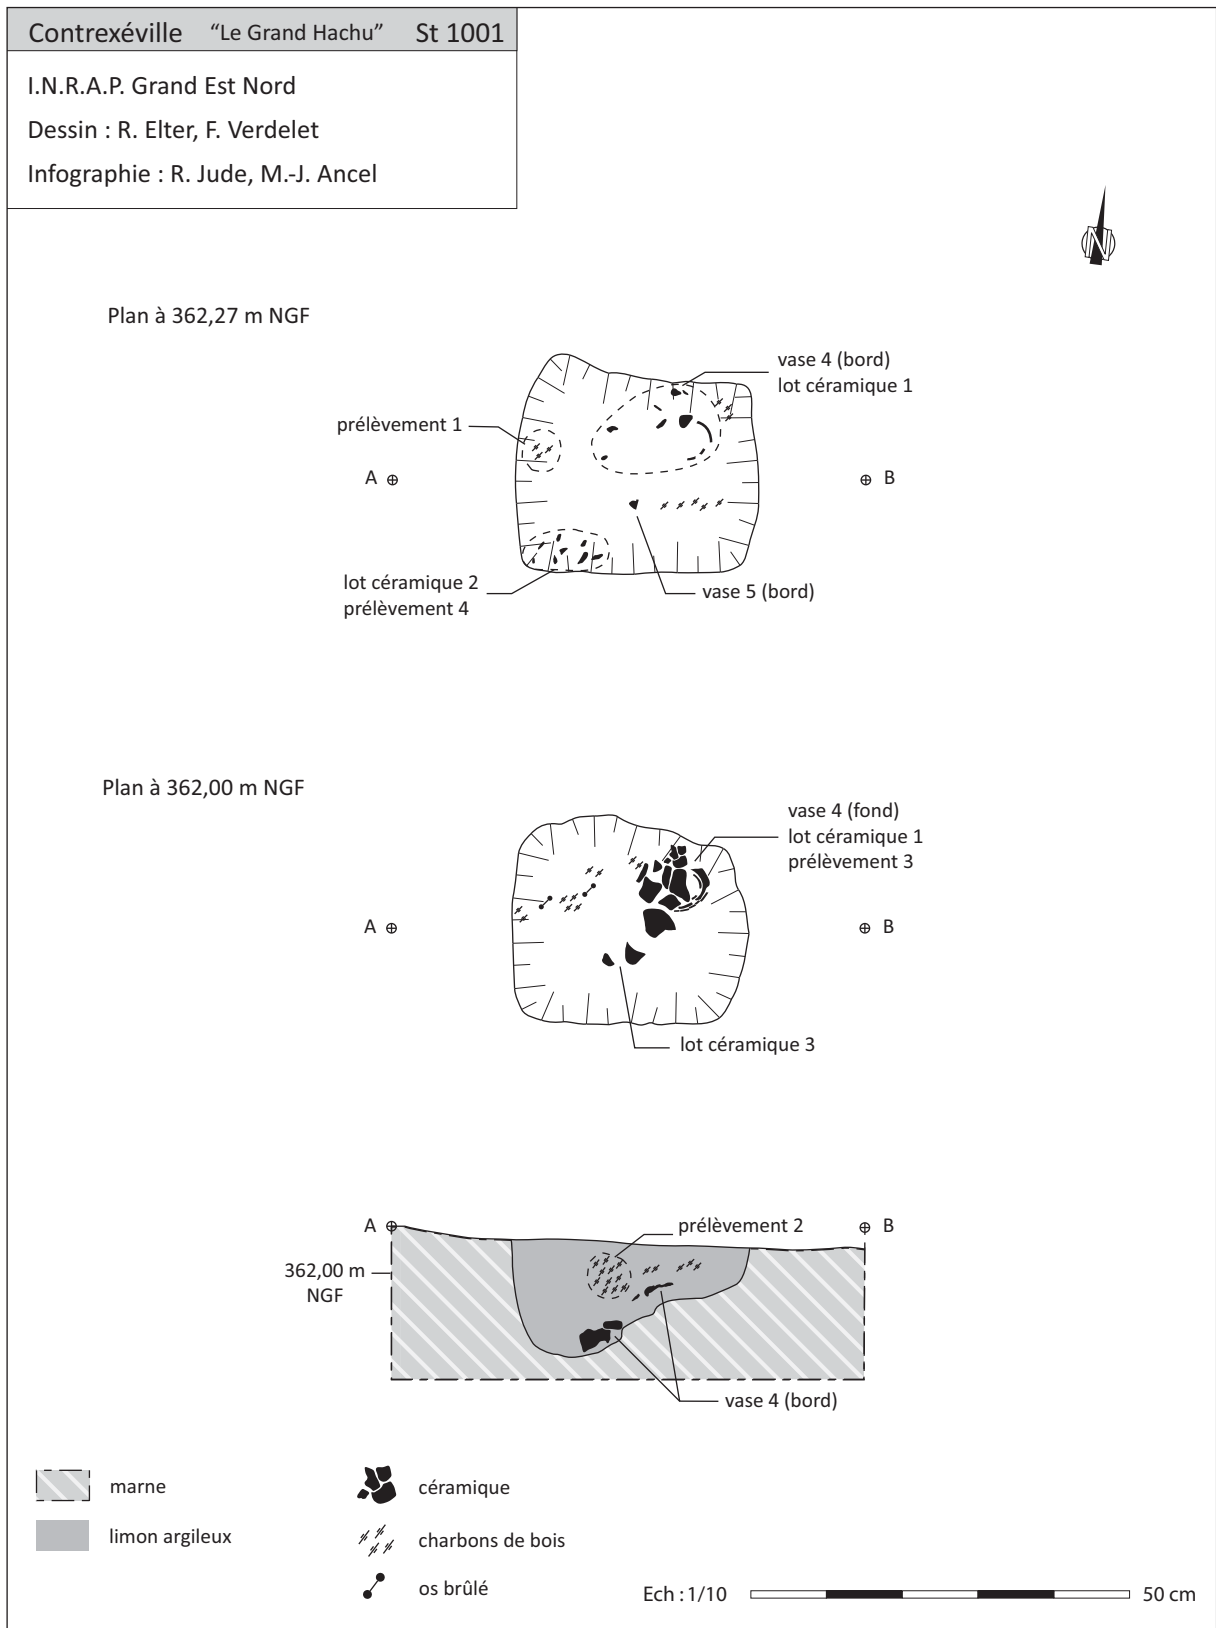 Contrexéville “Le Grand Hachu” St 1001
I.N.R.A.P. Grand Est Nord
Dessin : R. Elter, F. Verdelet
Infographie : R. Jude, M.-J. Ancel
N
Plan à 362,27 m NGF
vase 4 (bord)
lot céramique 1
prélèvement 1
A
B
lot céramique 2
prélèvement 4
vase 5 (bord)
Plan à 362,00 m NGF
vase 4 (fond)
lot céramique 1
prélèvement 3
A
B
lot céramique 3
A
prélèvement 2
B
362,00 m
NGF
vase 4 (bord)
marne
limon argileux
céramique
charbons de bois
os brûlé
Ech : 1/10
50 cm